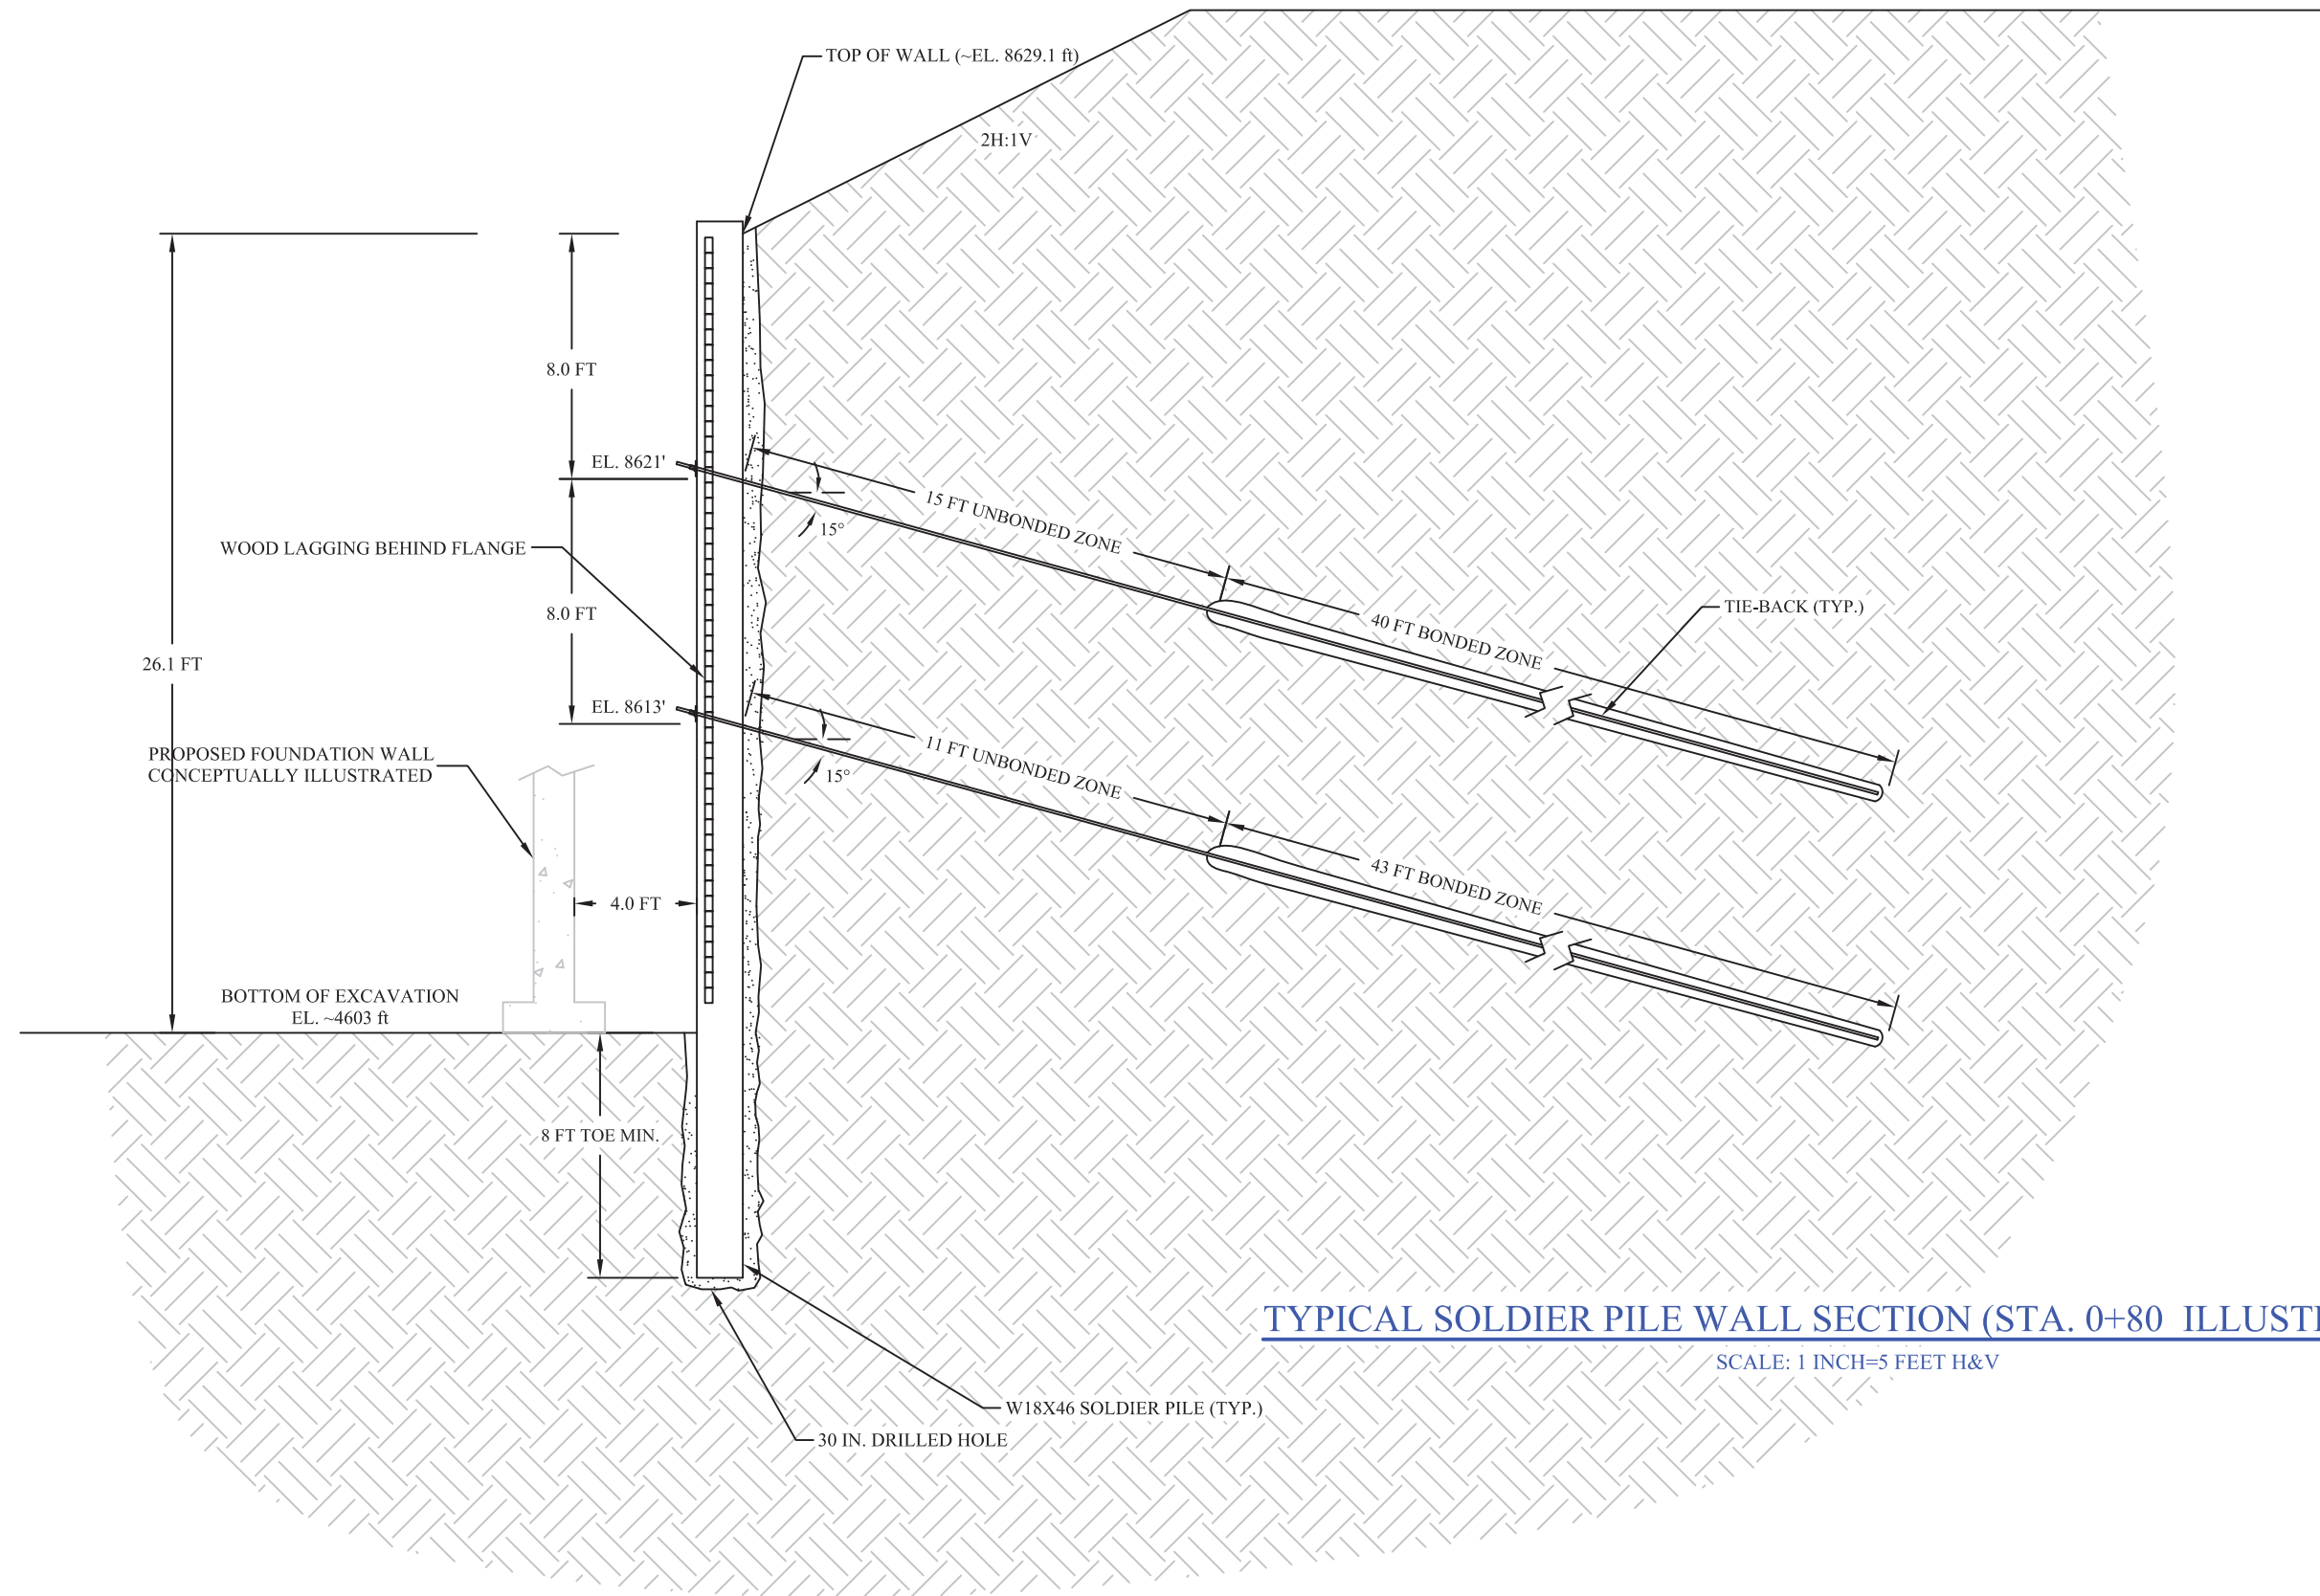 TOP OF WALL (~EL. 8629.1 ft)
2H:1V
8.0 FT
EL. 8621'
15 FT UNBONDED ZONE
15°
WOOD LAGGING BEHIND FLANGE
40 FT BONDED ZONE
TIE-BACK (TYP.)
8.0 FT
26.1 FT
EL. 8613'
11 FT UNBONDED ZONE
15°
PROPOSED FOUNDATION WALL
CONCEPTUALLY ILLUSTRATED
43 FT BONDED ZONE
4.0 FT
BOTTOM OF EXCAVATION
EL. ~4603 ft
8 FT TOE MIN.
TYPICAL SOLDIER PILE WALL SECTION (STA. 0+80 
SCALE: 1 INCH=5 FEET H&V
W18X46 SOLDIER PILE (TYP.)
30 IN. DRILLED HOLE